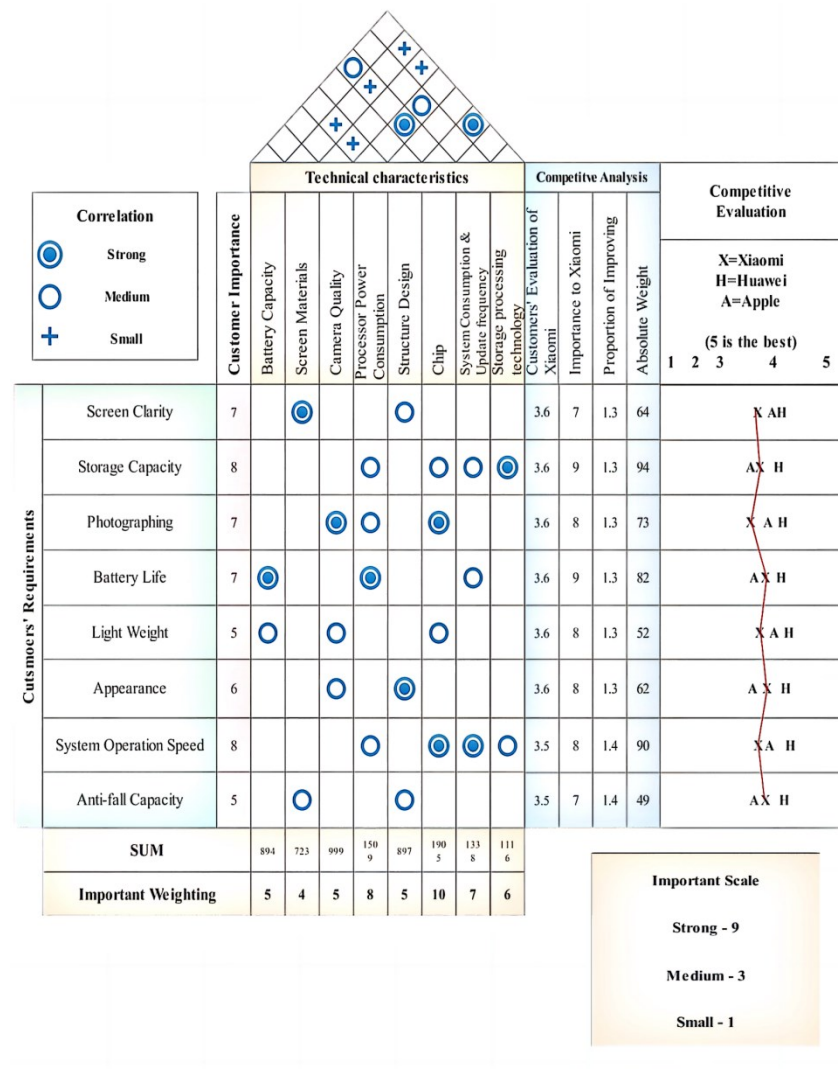 Technical characteristics
Competitve Analysis
Competitive
Evaluation
X=Xiaomi
H=Huawei
A=Apple
(5 is the best)
1 2 3 4 5
Correlation
Strong
Medium
+ Small
Customer Importance
Battery Capacity
Screen Materials
Camera Quality
Processor Power
Consumption
Structure Design
Chip
System Consumption &
Update frequency
Storage processing
technology
Customers' Evaluation of
Xiaomi
Importance to Xiaomi
Proportion of Improving
Absolute Weight
Cutsmoers' Requirements
Screen Clarity 7 3.6 7 1.3 64 X AH
Storage Capacity 8 3.6 9 1.3 94 AX H
Photographing 7 3.6 8 1.3 73 X A H
Battery Life 7 3.6 9 1.3 82 AX H
Light Weight 5 3.6 8 1.3 52 X A H
Appearance 6 3.6 8 1.3 62 A X H
System Operation Speed 8 3.5 8 1.4 90 XA H
Anti-fall Capacity 5 3.5 7 1.4 49 AX H
SUM 894 723 999 1509 897 1905 1338 1116
Important Weighting 5 4 5 8 5 10 7 6
Important Scale
Strong - 9
Medium - 3
Small - 1